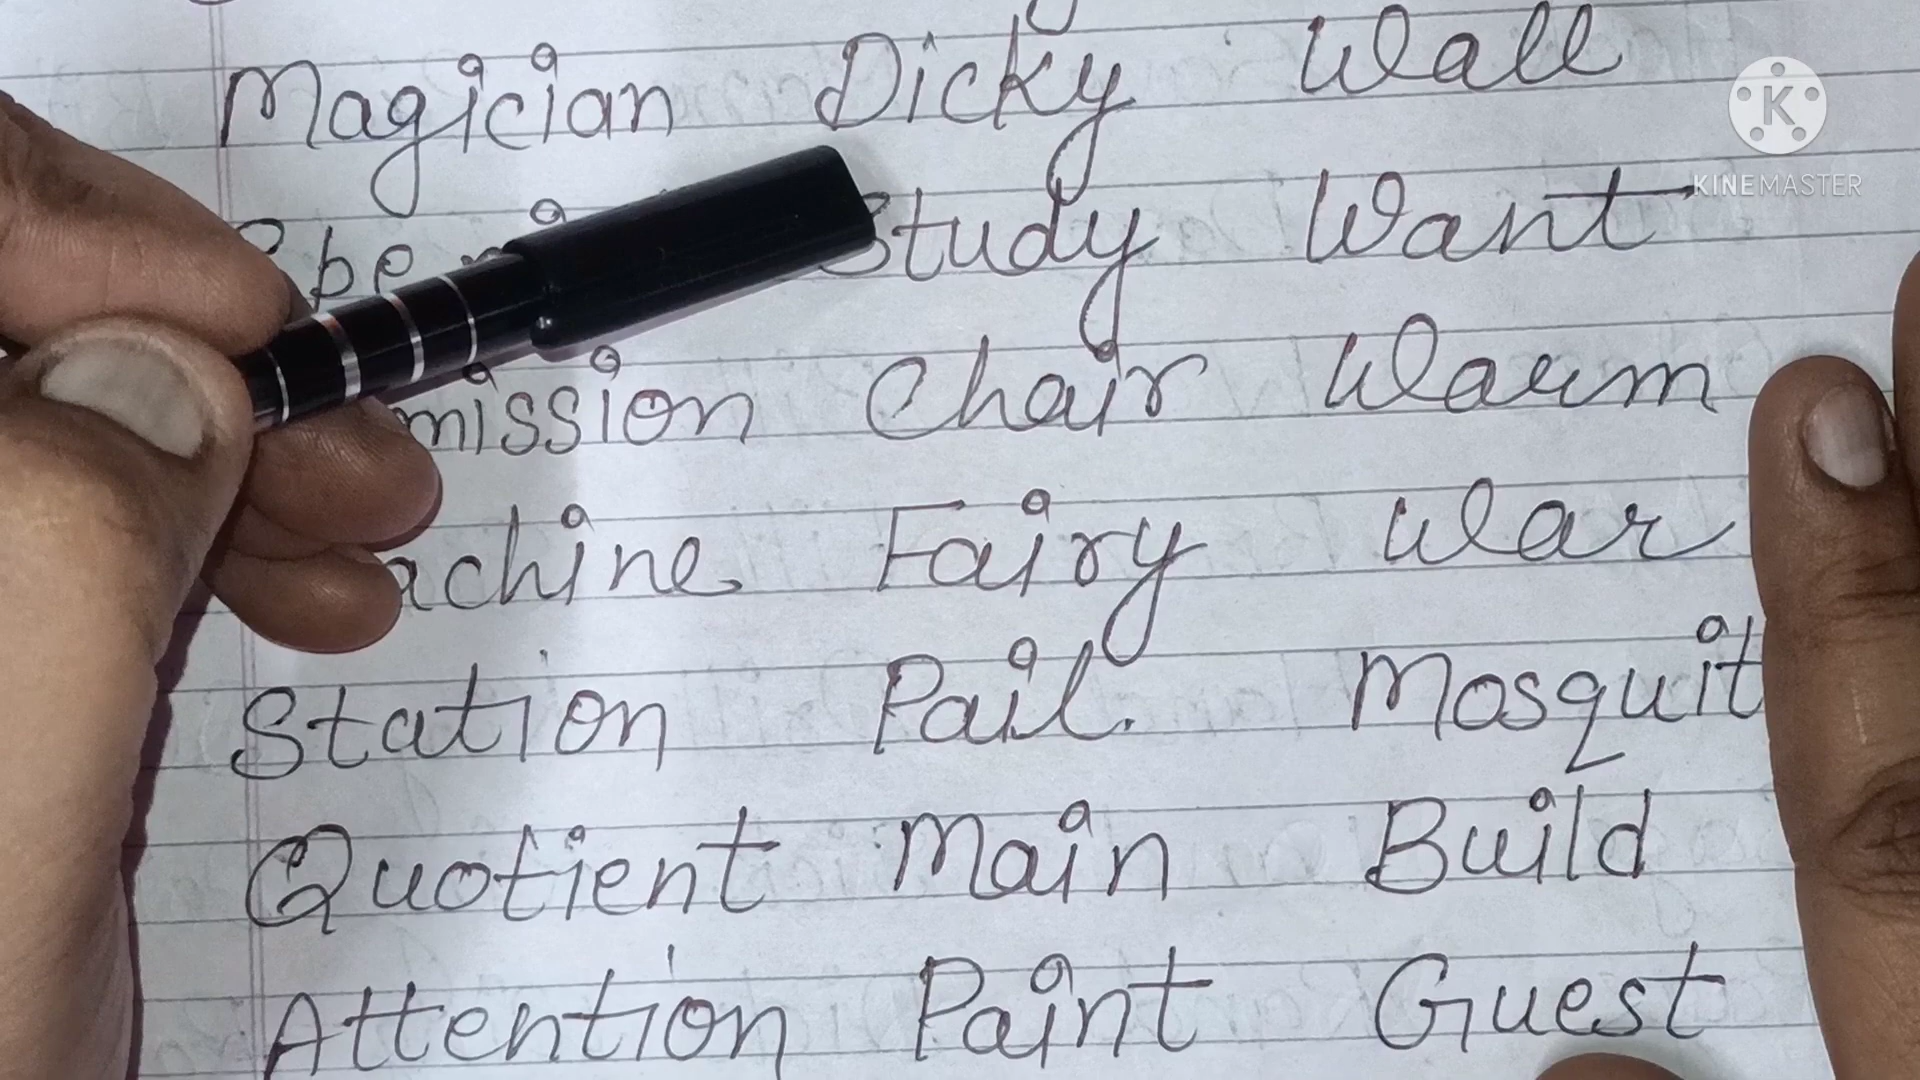 Magician Dicky Wall
Study Want
mission Chair Warm
achine Fairy War
Station Pail. Mosquit
Quotient Main Build
Attention Paint Guest
K
KINEMASTER